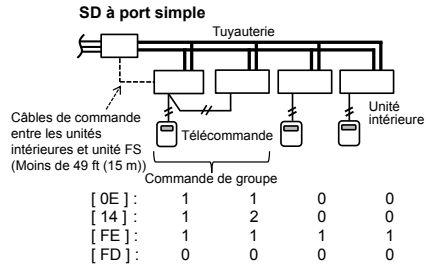 SD à port simple
Tuyauterie
Câbles de commande
entre les unités
intérieures et unité FS
(Moins de 49 ft (15 m))
Télécommande
Unité
intérieure
Commande de groupe
[ 0E ] : 1 1 0 0
[ 14 ] : 1 2 0 0
[ FE ] : 1 1 1 1
[ FD ] : 0 0 0 0